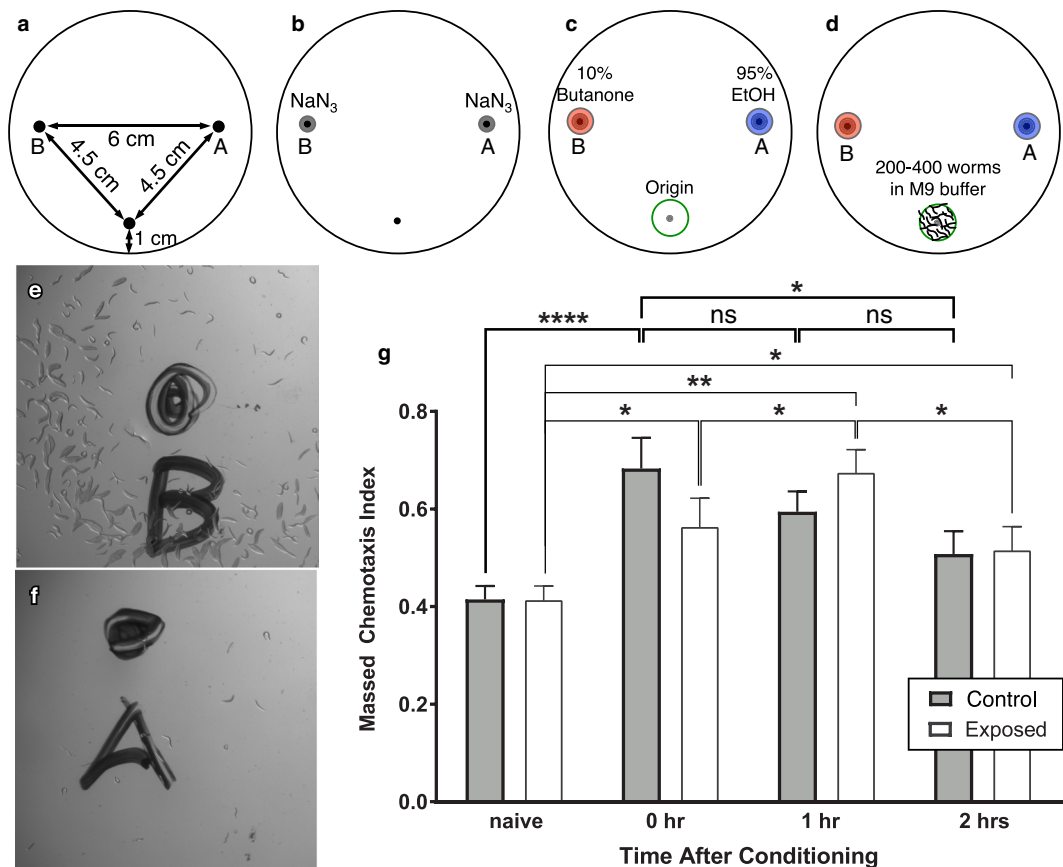 a
B
A
6 cm
4.5 cm
4.5 cm
1 cm
b
NaN3
NaN3
B
A
c
10%
Butanone
95%
EtOH
B
A
Origin
d
B
A
200-400 worms
in M9 buffer
e
B
f
A
g
*
****
ns
ns
*
**
*
*
*
Massed Chemotaxis Index
0.8
0.6
0.4
0.2
0.0
Control
Exposed
naive
0 hr
1 hr
2 hrs
Time After Conditioning